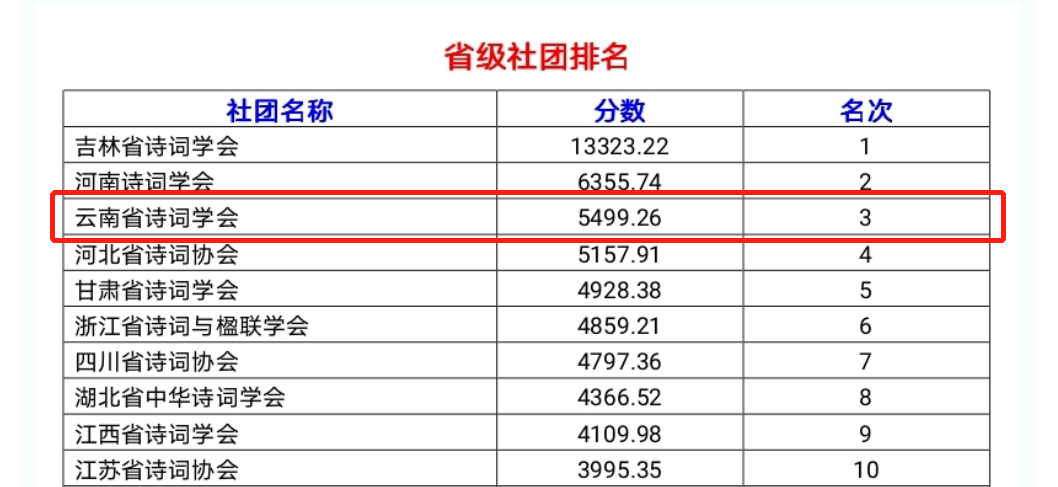 省级社团排名
社团名称 分数 名次
吉林省诗词学会 13323.22 1
河南诗词学会 6355.74 2
云南省诗词学会 5499.26 3
河北省诗词协会 5157.91 4
甘肃省诗词学会 4928.38 5
浙江省诗词与楹联学会 4859.21 6
四川省诗词协会 4797.36 7
湖北省中华诗词学会 4366.52 8
江西省诗词学会 4109.98 9
江苏省诗词协会 3995.35 10